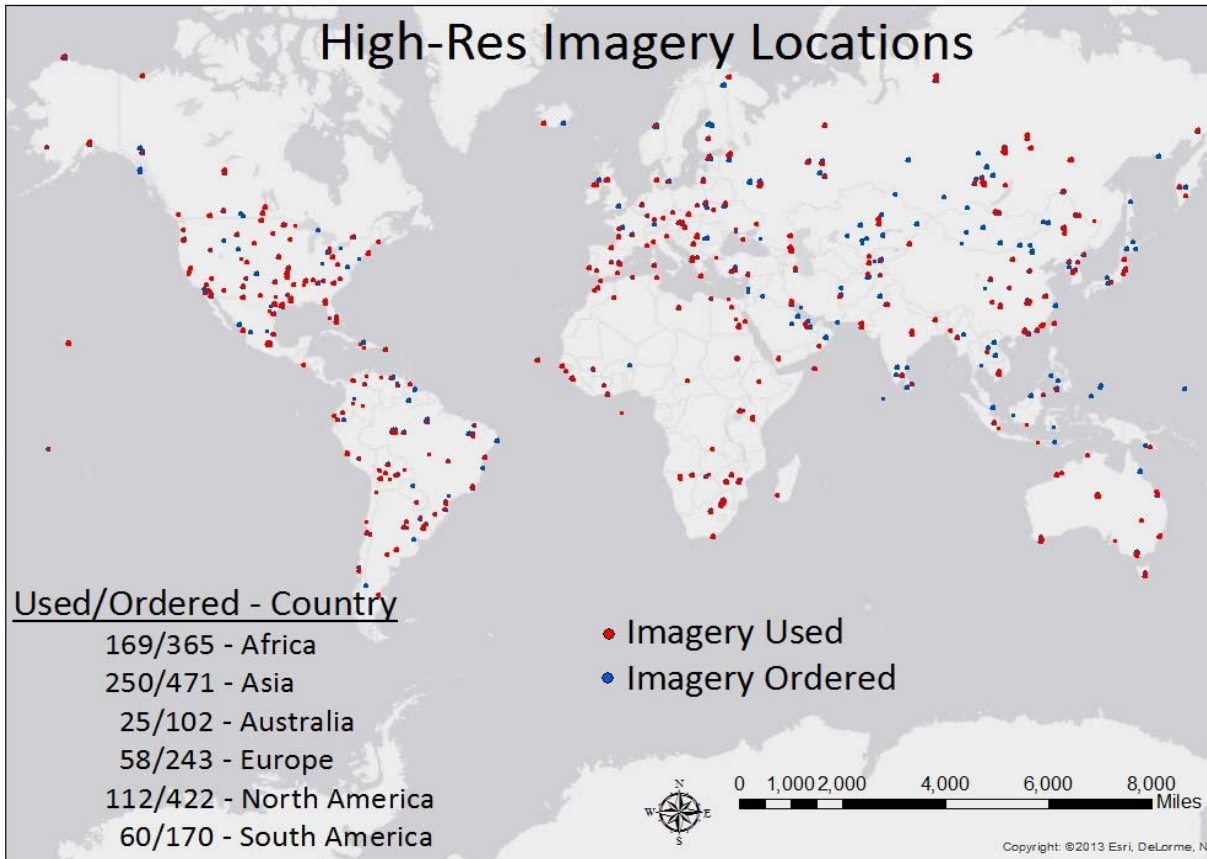 High-Res Imagery Locations
Used/Ordered - Country
169/365 - Africa
250/471 - Asia
25/102 - Australia
58/243 - Europe
112/422 - North America
60/170 - South America
Imagery Used
Imagery Ordered
N
W E
S
0 1,000 2,000 4,000 6,000 8,000
Miles
Copyright: ©2013 Esri, DeLorme, N